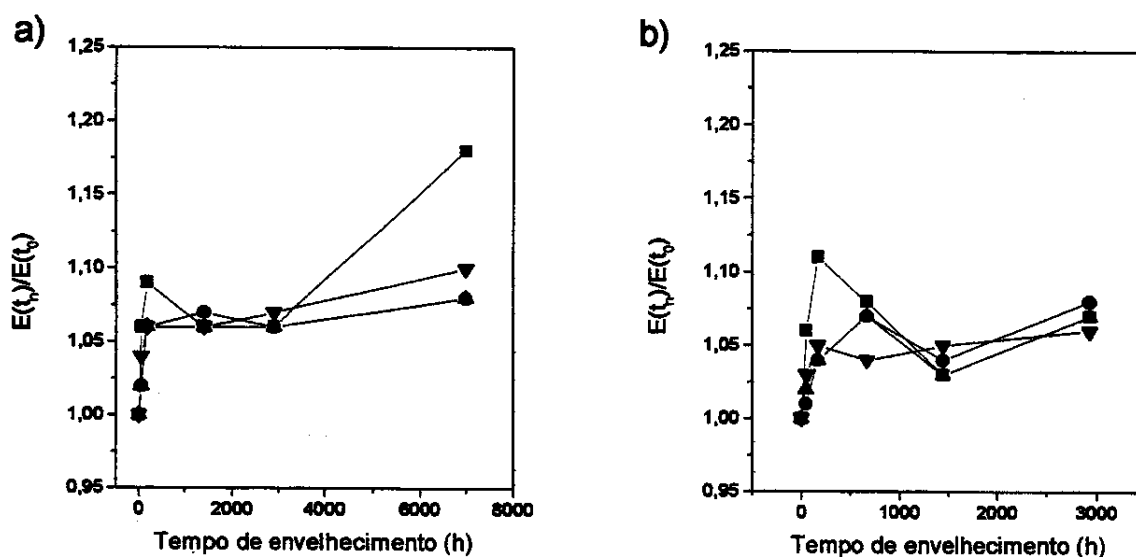 a)
1,25
1,20
1,15
1,10
1,05
1,00
0,95
E(tₕ)/E(t₀)
0 2000 4000 6000 8000
Tempo de envelhecimento (h)
b)
1,25
1,20
1,15
1,10
1,05
1,00
0,95
E(tₕ)/E(t₀)
0 1000 2000 3000
Tempo de envelhecimento (h)